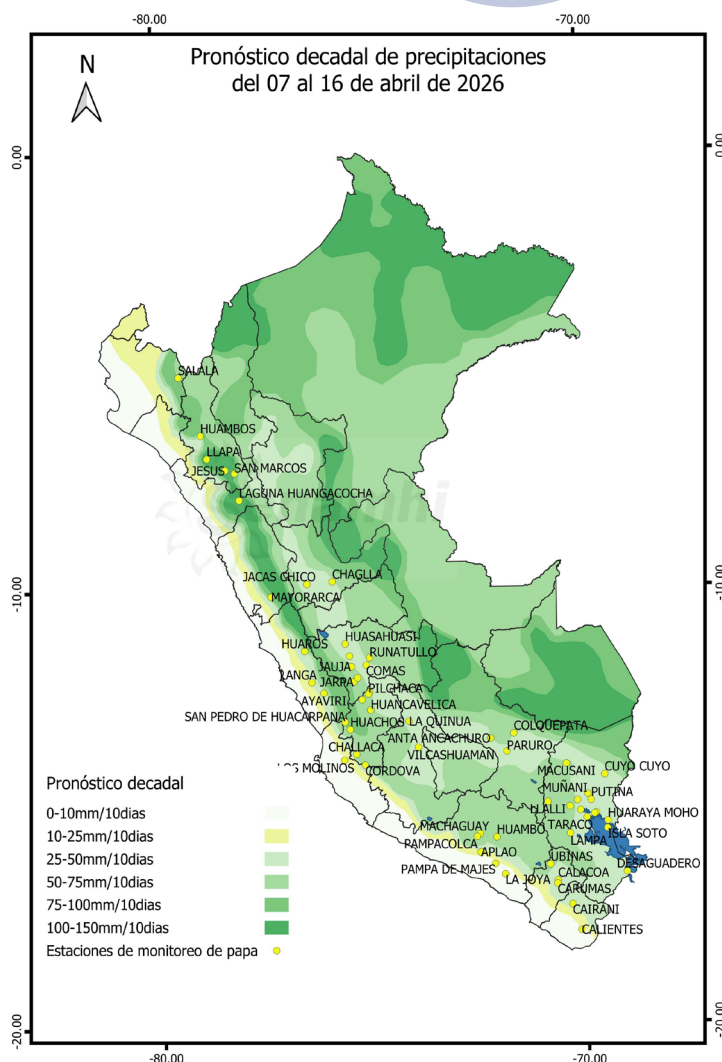 -80.00
-70.00
Pronóstico decadal de precipitaciones
del 07 al 16 de abril de 2026
N
0.00
0.00
SALALA
HUAMBOS
LLAPA
JESUS
SAN MARCOS
LAGUNA HUANGACOCHA
JACAS CHICO
CHAGLLA
MAYORARCA
-10.00
-10.00
HUASAHUASI
HUAROS
RUNATULLO
JAUJA
COMAS
LANGA
JARPA
PILCHACA
AYAVIRI
HUANCAVELICA
SAN PEDRO DE HUACARPANA
HUACHOS
LA QUINUA
COLQUEPATA
ANTA ANCACHURO
CHALLACA
VILCASHUAMAN
PARURO
LOS MOLINOS
CORDOVA
MACUSANI
CUYO CUYO
MUÑANI
PUTINA
LLALLI
HUARAYA MOHO
MACHAGUAY
HUAMBO
TARACO
ISLA SOTO
PAMPACOLCA
LAMPA
APLAO
UBINAS
DESAGUADERO
PAMPA DE MAJES
CALACOA
LA JOYA
CARUMAS
CAIRANI
CALIENTES
Pronóstico decadal
0-10mm/10dias
10-25mm/10dias
25-50mm/10dias
50-75mm/10dias
75-100mm/10dias
100-150mm/10dias
Estaciones de monitoreo de papa
-20.00
-20.00
-80.00
-70.00